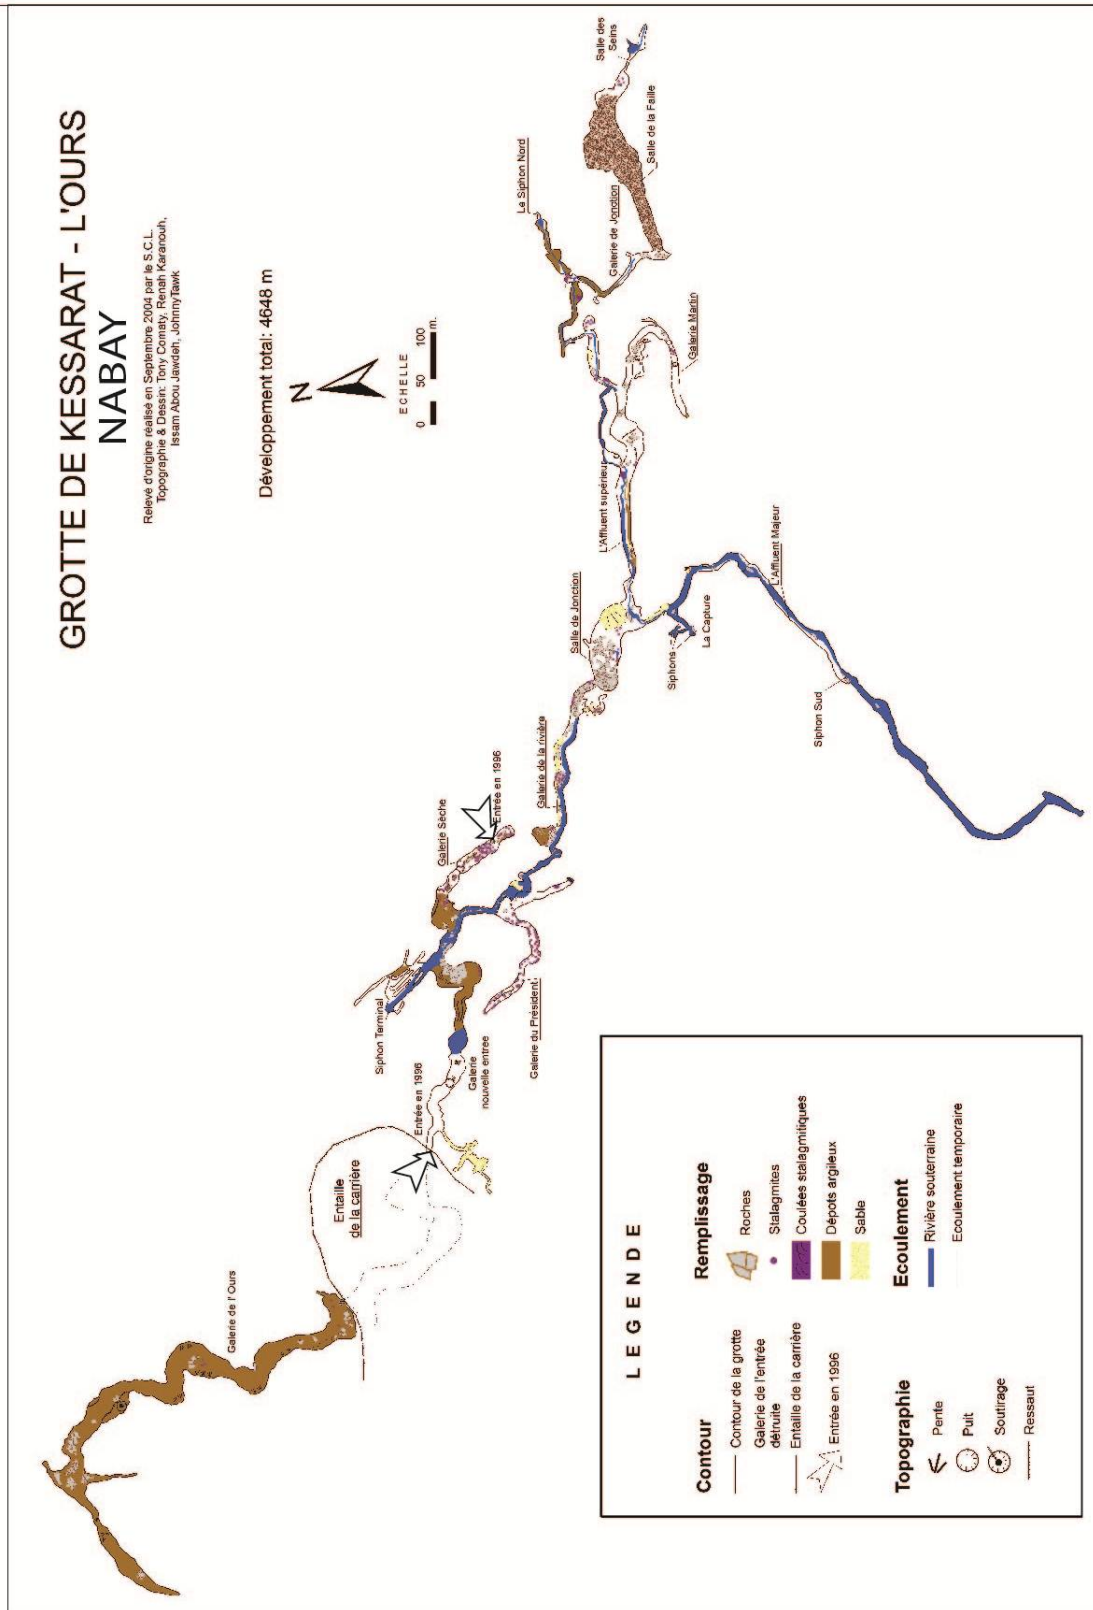 GROTTE DE KESSARAT - L'OURS
NABAY
Relevé d'origine réalisé en Septembre 2004 par le S.C.L.
Topographie & Dessin: Tony Comaty, Renah Karanouh,
Issam Abou Jawdeh, JohnnyTawk
Développement total: 4648 m
N
ECHELLE
0 50 100
m.
Galerie de l' Ours
Entaille
de la carrière
Entrée en 1996
Galerie
nouvelle entrée
Siphon Terminal
Galerie du Président
Galerie Sèche
Entrée en 1996
Galerie de la rivière
Salle de Jonction
Siphons
La Capture
Siphon Sud
L'Affluent Majeur
L'Affluent supérieur
Galerie Martin
Le Siphon Nord
Galerie de Jonction
Salle de la Faille
Salle des
Seins
LEGENDE
Contour
Contour de la grotte
Galerie de l'entrée
détruite
Entaille de la carrière
Entrée en 1996
Topographie
Pente
Puit
Soutirage
Ressaut
Remplissage
Roches
Stalagmites
Coulées stalagmitiques
Dépots argileux
Sable
Ecoulement
Rivière souterraine
Ecoulement temporaire